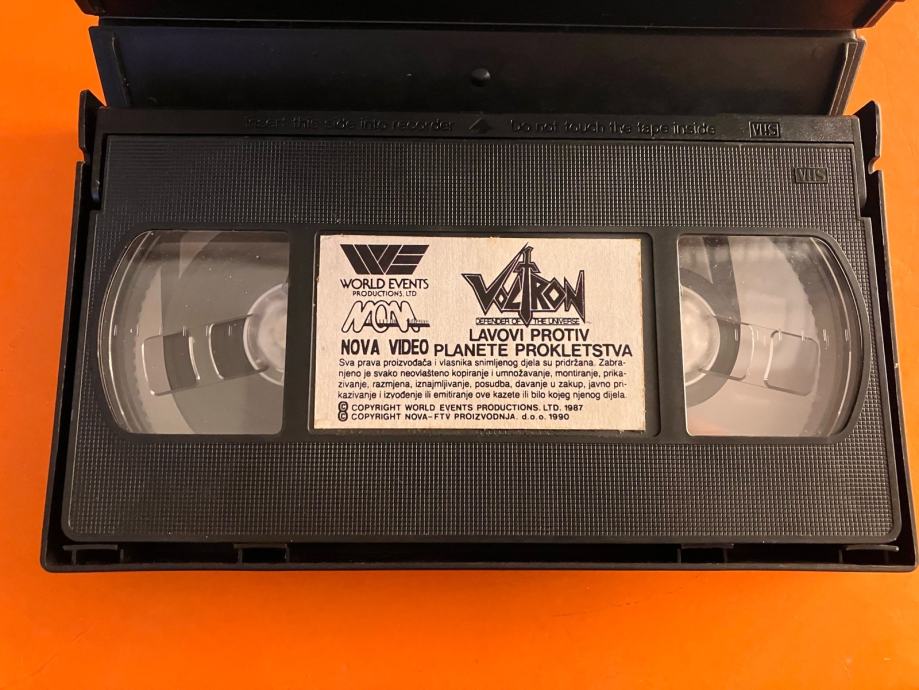 Insert this side into recorder Do not touch the tape inside VHS
VHS
WE
WORLD EVENTS
PRODUCTIONS, LTD
VOLTRON
DEFENDER OF THE UNIVERSE
LAVOVI PROTIV
NOVA VIDEO PLANETE PROKLETSTVA
Sva prava proizvođača i vlasnika snimljenog djela su pridržana. Zabra-
njeno je svako neovlašteno kopiranje i umnožavanje, montiranje, prika-
zivanje, razmjena, iznajmljivanje, posudba, davanje u zakup, javno pri-
kazivanje i izvođenje ili emitiranje ove kazete ili bilo kojeg njenog dijela.
© COPYRIGHT WORLD EVENTS PRODUCTIONS. LTD. 1987
© COPYRIGHT NOVA-FTV PROIZVODNJA. d.o.o. 1990